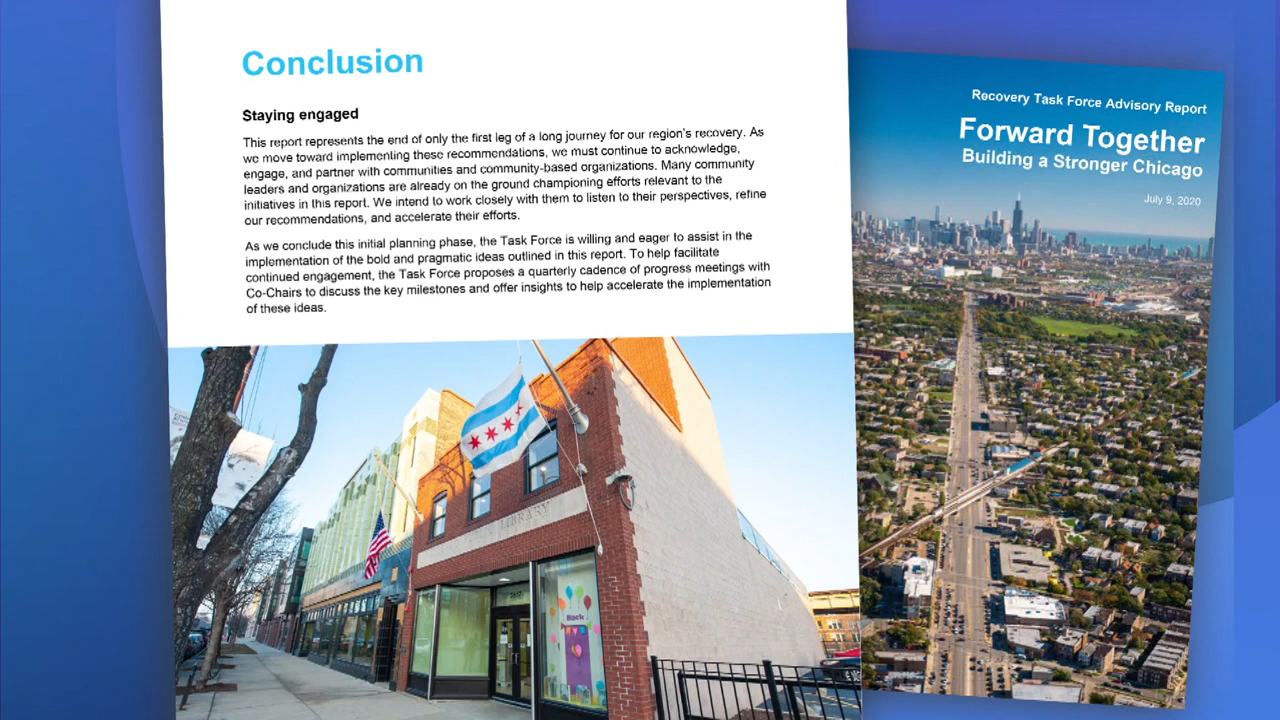 Conclusion
Staying engaged
This report represents the end of only the first leg of a long journey for our region's recovery. As
we move toward implementing these recommendations, we must continue to acknowledge,
engage, and partner with communities and community-based organizations. Many community
leaders and organizations are already on the ground championing efforts relevant to the
initiatives in this report. We intend to work closely with them to listen to their perspectives, refine
our recommendations, and accelerate their efforts.
As we conclude this initial planning phase, the Task Force is willing and eager to assist in the
implementation of the bold and pragmatic ideas outlined in this report. To help facilitate
continued engagement, the Task Force proposes a quarterly cadence of progress meetings with
Co-Chairs to discuss the key milestones and offer insights to help accelerate the implementation
of these ideas.
LIBRARY
Recovery Task Force Advisory Report
Forward Together
Building a Stronger Chicago
July 9, 2020